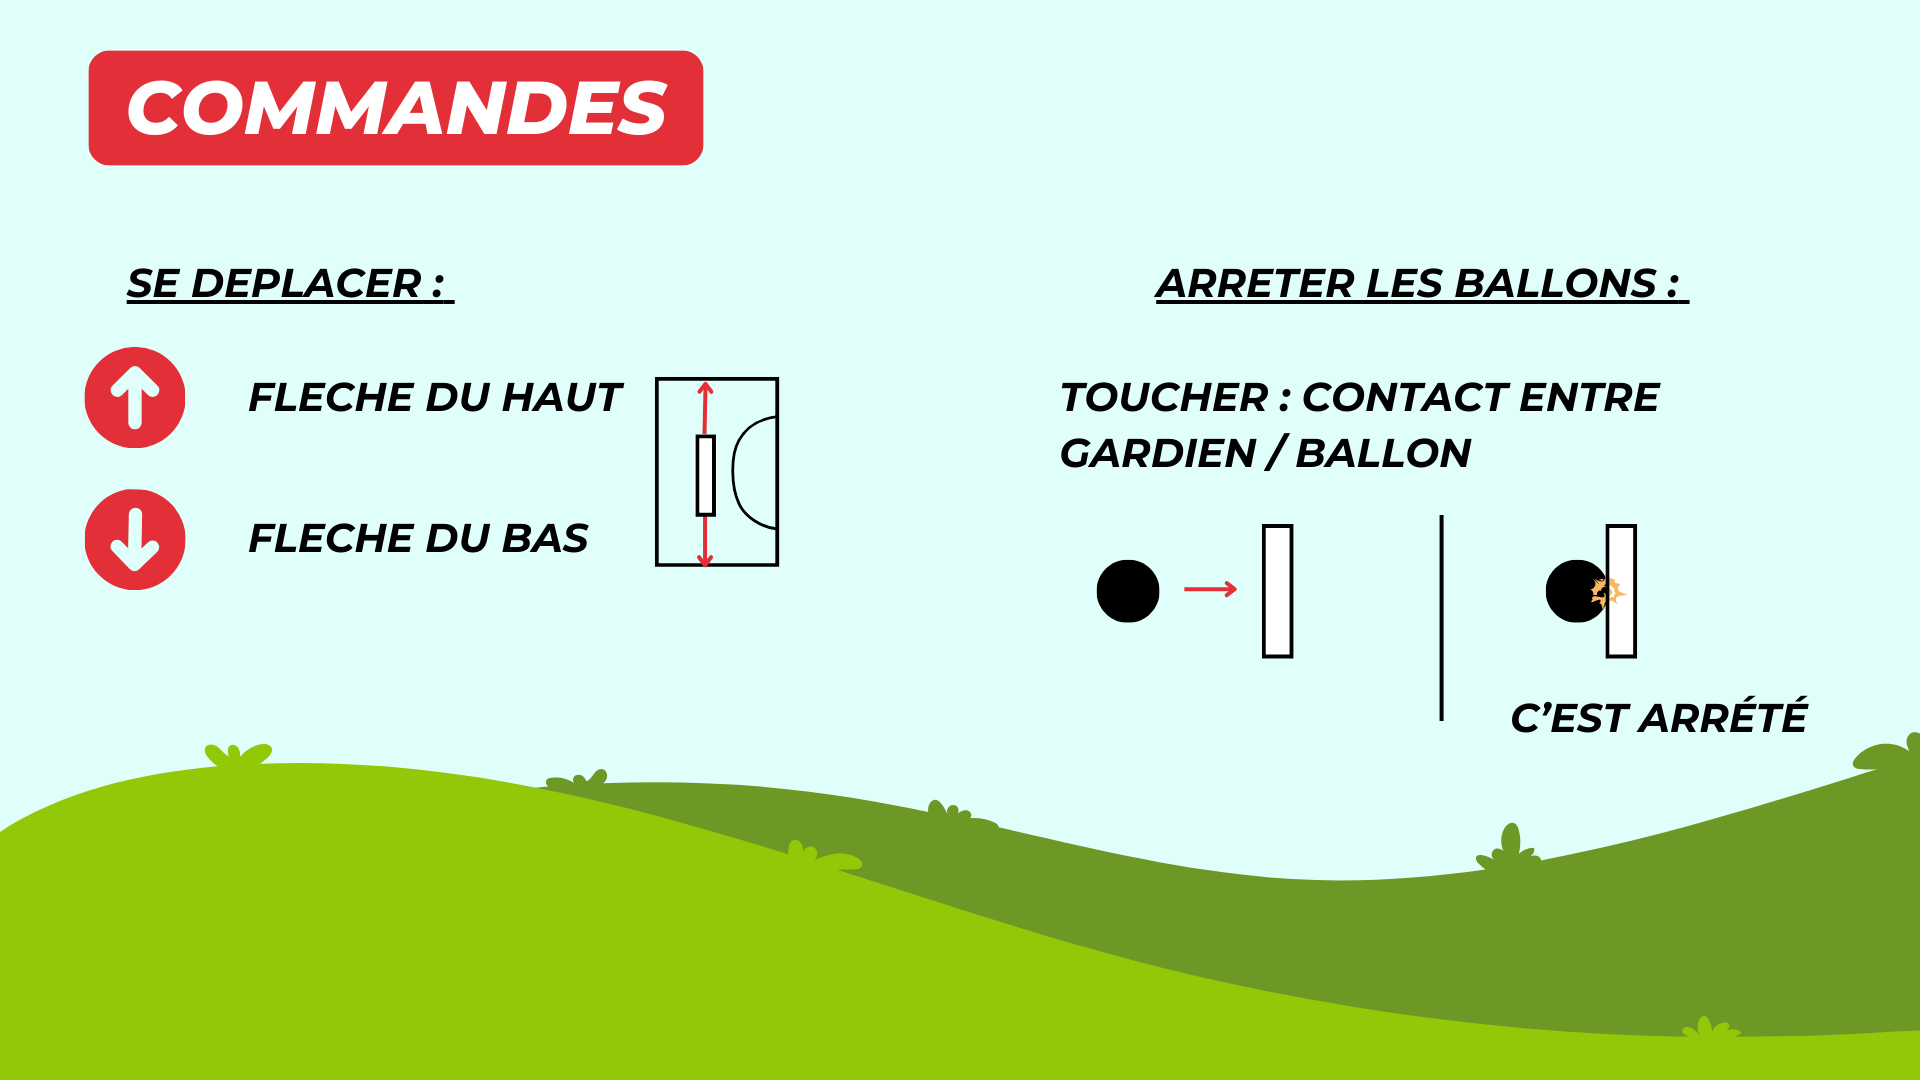 COMMANDES
SE DEPLACER :
FLECHE DU HAUT
FLECHE DU BAS
ARRETER LES BALLONS :
TOUCHER : CONTACT ENTRE
GARDIEN / BALLON
C’EST ARRÉTÉ